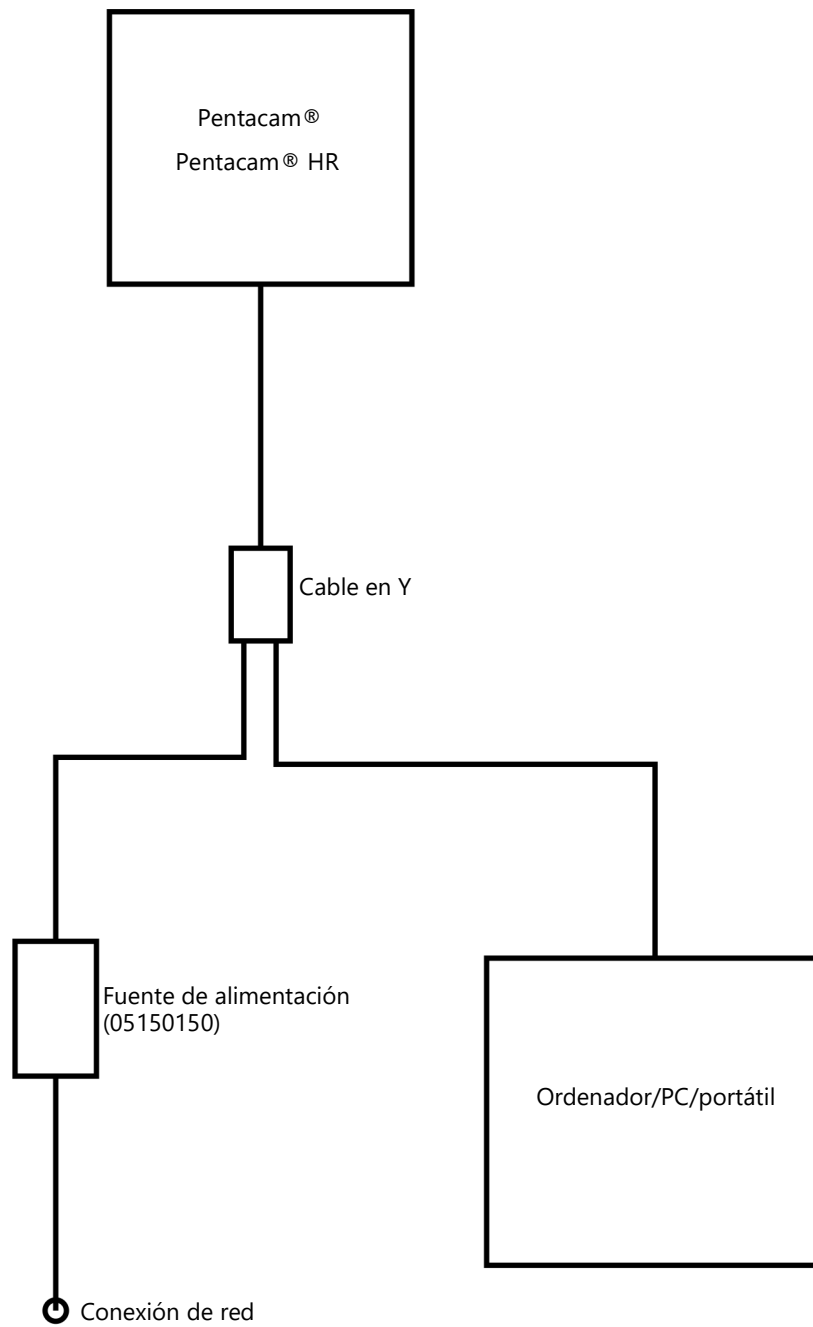 Pentacam®
Pentacam® HR
Cable en Y
Fuente de alimentación
(05150150)
Ordenador/PC/portátil
Conexión de red